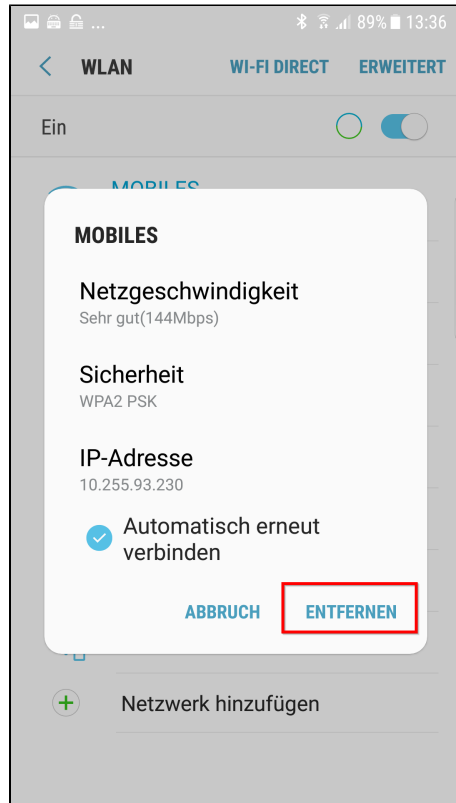 ... 89% 13:36
WLAN WI-FI DIRECT ERWEITERT
Ein
MOBILES
MOBILES
Netzgeschwindigkeit
Sehr gut(144Mbps)
Sicherheit
WPA2 PSK
IP-Adresse
10.255.93.230
Automatisch erneut
verbinden
ABBRUCH ENTFERNEN
Netzwerk hinzufügen